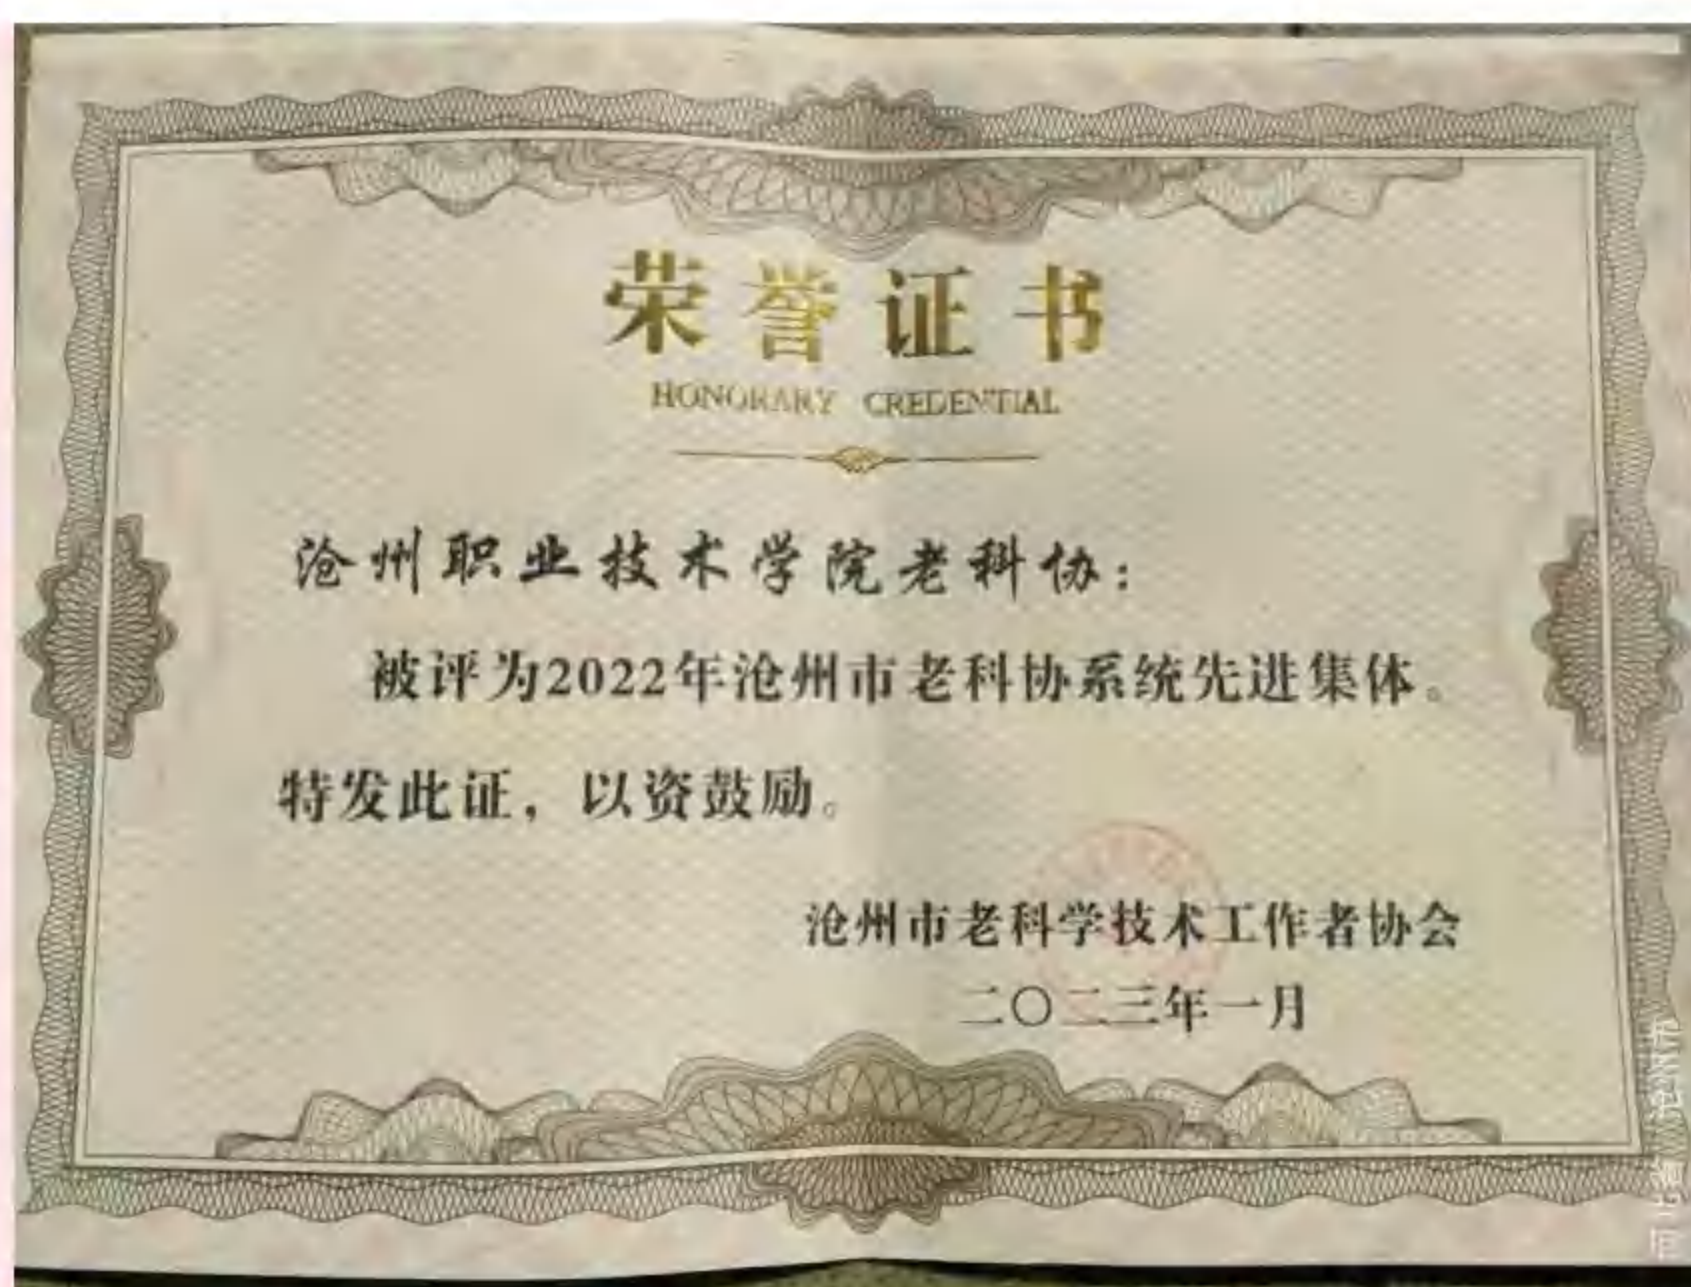 荣誉证书
HONORARY CREDENTIAL
沧州职业技术学院老科协：
被评为2022年沧州市老科协系统先进集体。
特发此证，以资鼓励。
沧州市老科学技术工作者协会
二〇二三年一月